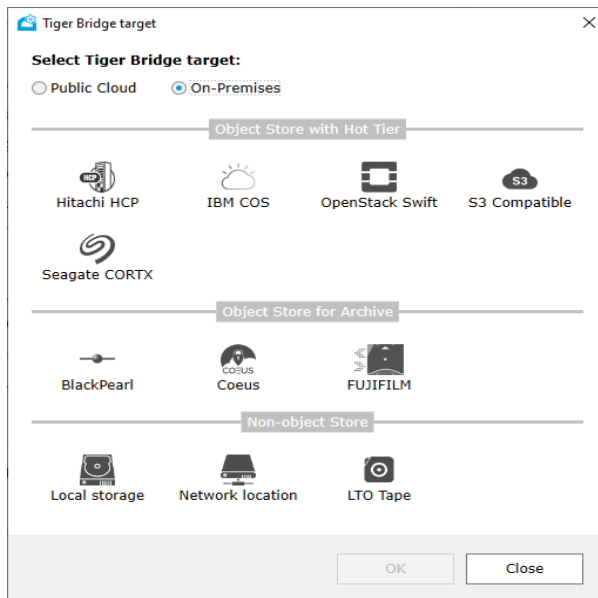 Tiger Bridge target
Select Tiger Bridge target:
Public Cloud On-Premises
Object Store with Hot Tier
HCP
S3
Hitachi HCP IBM COS OpenStack Swift S3 Compatible
Seagate CORTX
Object Store for Archive
COEUS
BlackPearl Coeus FUJIFILM
Non-object Store
Local storage Network location LTO Tape
OK Close